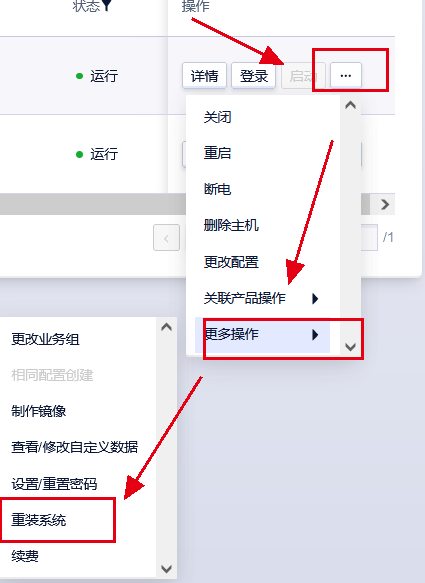 状态 操作
运行 详情 登录 启动 ...
关闭
重启
运行
断电
删除主机
/1
更改配置
关联产品操作
更多操作
更改业务组
相同配置创建
制作镜像
查看/修改自定义数据
设置/重置密码
重装系统
续费